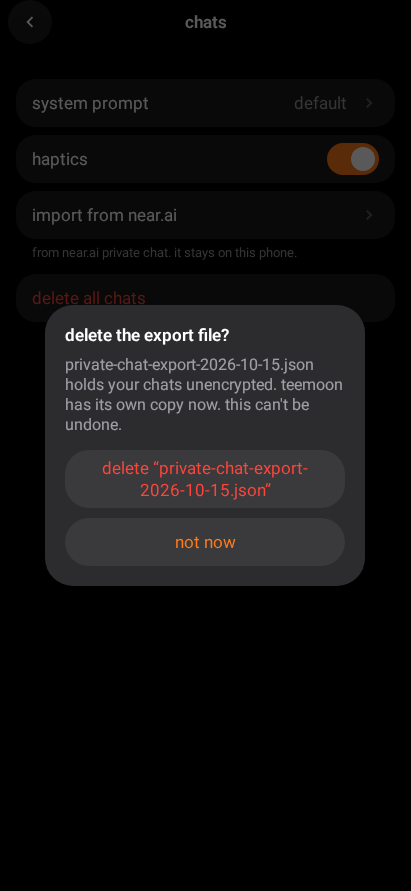 chats
system prompt default
haptics
import from near.ai
from near.ai private chat. it stays on this phone.
delete all chats
delete the export file?
private-chat-export-2026-10-15.json
holds your chats unencrypted. teemoon
has its own copy now. this can't be
undone.
delete “private-chat-export-
2026-10-15.json”
not now